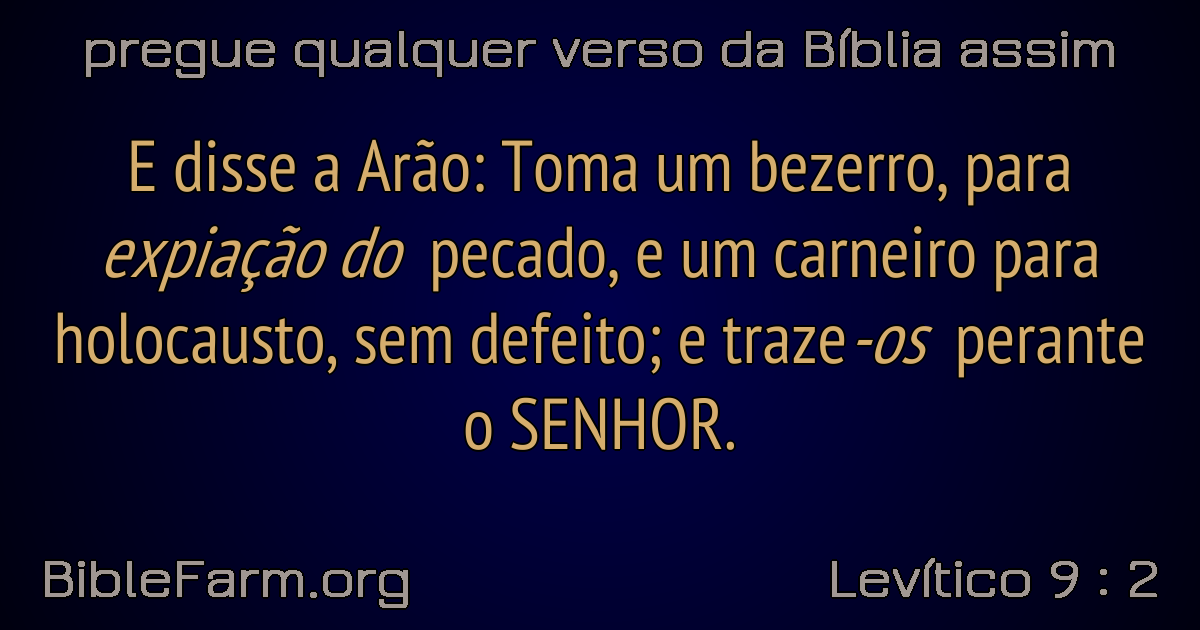 pregue qualquer verso da Bíblia assim
E disse a Arão: Toma um bezerro, para
expiação do pecado, e um carneiro para
holocausto, sem defeito; e traze-os perante
o SENHOR.
BibleFarm.org
Levítico 9 : 2